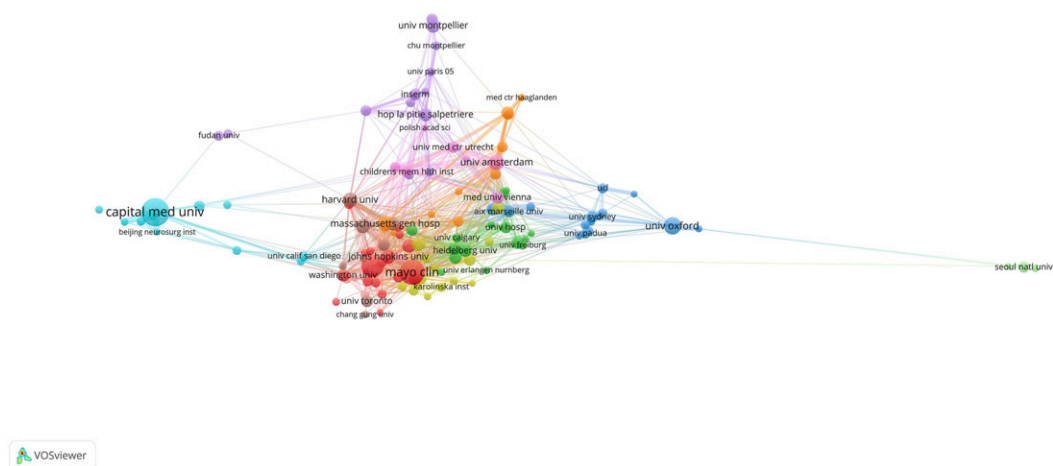 univ montpellier
chu montpellier
univ paris 05
inserm
med ctr haaglanden
hop la pitie salpetriere
polish acad sci
fudan univ
univ med ctr utrecht
univ amsterdam
childrens mem hlth inst
ucl
harvard univ
med univ vienna
capital med univ
aix marseille univ
univ sydney
massachusetts gen hosp
univ hosp
univ oxford
beijing neurosurg inst
univ padua
univ calgary
univ freiburg
heidelberg univ
univ calif san diego
johns hopkins univ
seoul natl univ
washington univ
mayo clin
univ erlangen nurnberg
karolinska inst
univ toronto
chang gung univ
VOSviewer